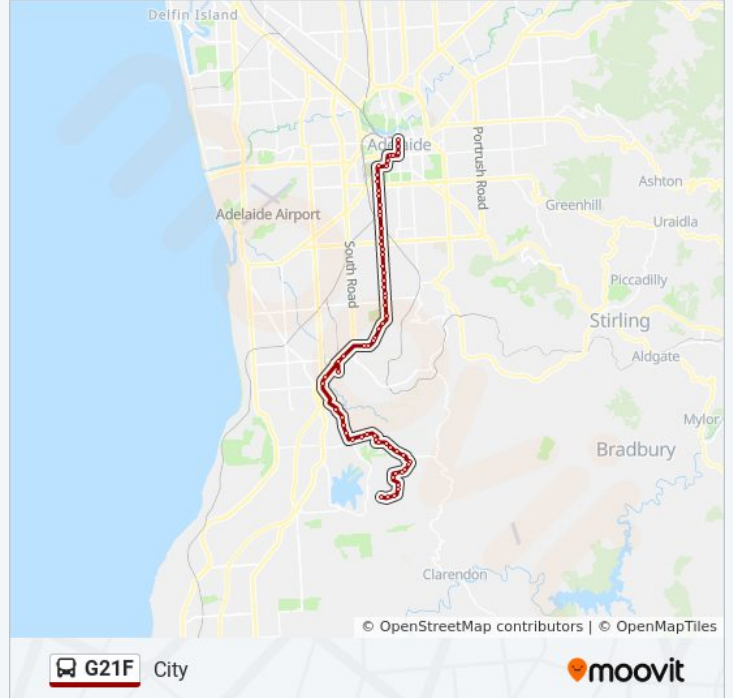 Delfin Island
Adelaide
Portrush Road
Ashton
Greenhill
Adelaide Airport
Uraidla
South Road
Piccadilly
Stirling
Aldgate
Mylor
Bradbury
Clarendon
© OpenStreetMap contributors | © OpenMapTiles
G21F City
moovit